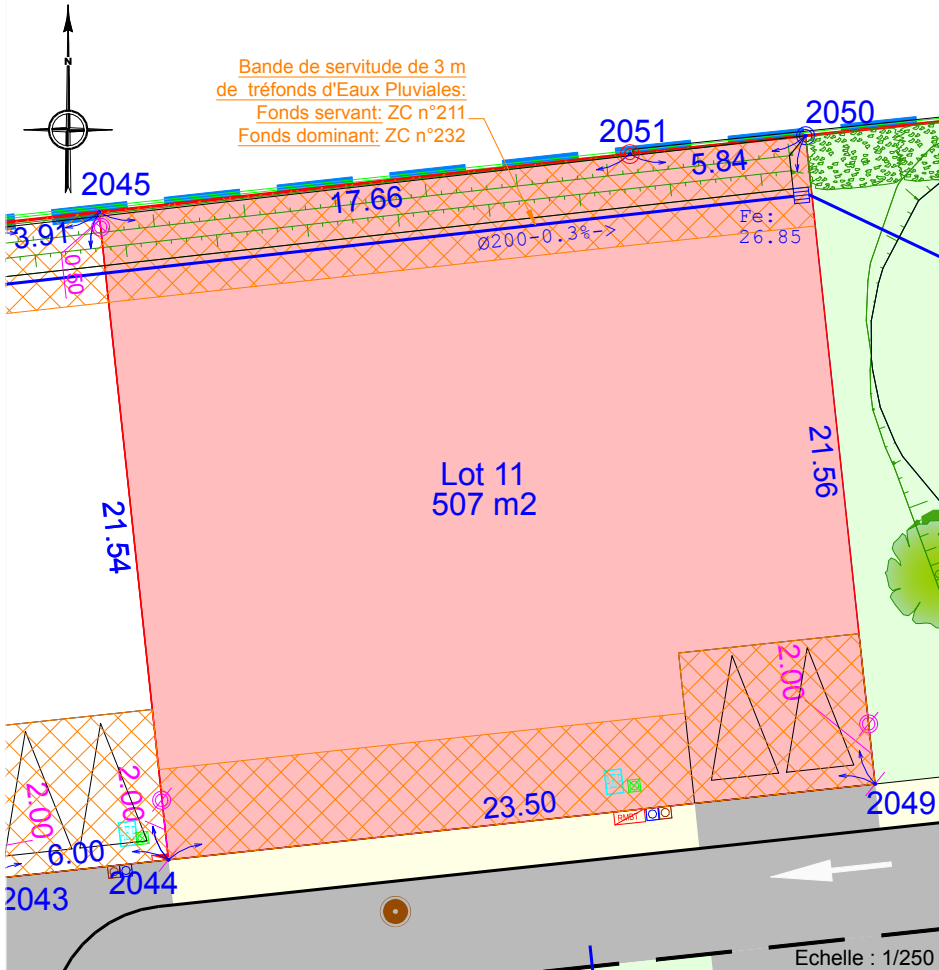 N
Bande de servitude de 3 m
de tréfonds d'Eaux Pluviales:
Fonds servant: ZC n°211
Fonds dominant: ZC n°232
2045
2051
2050
3.91
17.66
5.84
0.60
Ø200-0.3%->
Fe:
26.85
Lot 11
507 m2
21.54
21.56
2.00
2.00
2.00
6.00
23.50
RMBT
2043
2044
2049
Echelle : 1/250